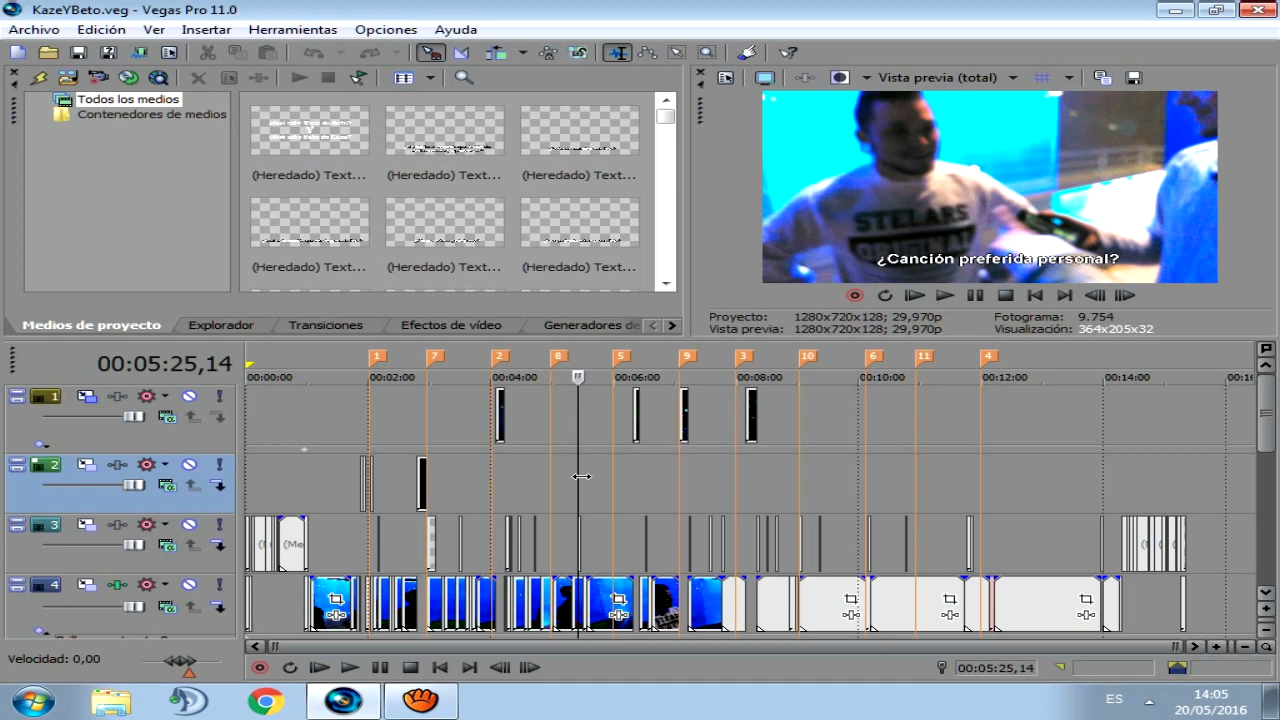 KazeYBeto.veg - Vegas Pro 11.0
Archivo Edición Ver Insertar Herramientas Opciones Ayuda
Todos los medios
Contenedores de medios
(Heredado) Text... (Heredado) Text... (Heredado) Text...
(Heredado) Text... (Heredado) Text... (Heredado) Text...
Medios de proyecto Explorador Transiciones Efectos de vídeo Generadores de
Vista previa (total)
STELARS
ORIGINAL
¿Canción preferida personal?
Proyecto: 1280x720x128; 29,970p Fotograma: 9.754
Vista previa: 1280x720x128; 29,970p Visualización: 364x205x32
00:05:25,14
1 7 2 8 5 9 3 10 6 11 4
00:00:00 00:02:00 00:04:00 00:06:00 00:08:00 00:10:00 00:12:00 00:14:00 00:16
1
2
3
(Me
4
Velocidad: 0,00
00:05:25,14
ES
14:05
20/05/2016